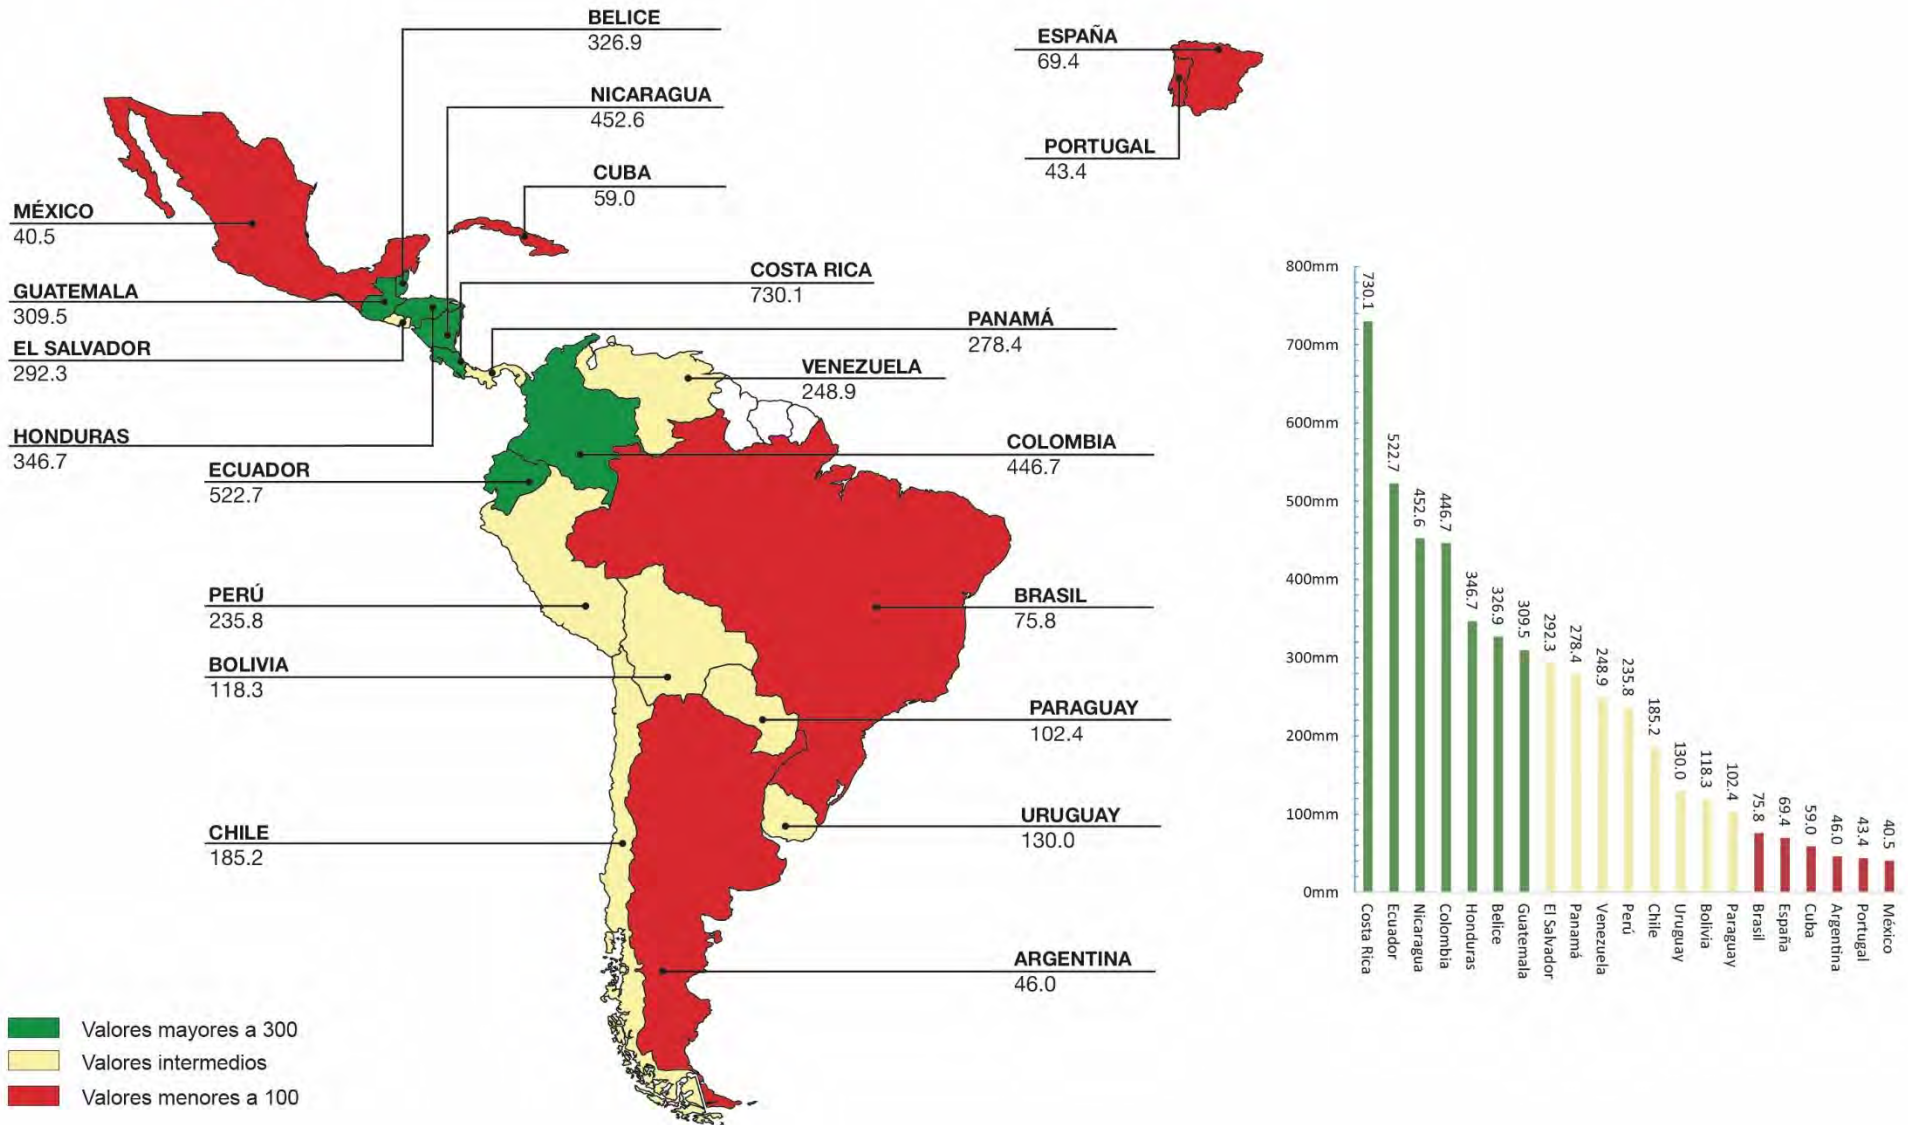 BELICE
326.9
NICARAGUA
452.6
CUBA
59.0
ESPAÑA
69.4
PORTUGAL
43.4
MÉXICO
40.5
GUATEMALA
309.5
EL SALVADOR
292.3
HONDURAS
346.7
COSTA RICA
730.1
PANAMÁ
278.4
VENEZUELA
248.9
COLOMBIA
446.7
ECUADOR
522.7
PERÚ
235.8
BOLIVIA
118.3
BRASIL
75.8
PARAGUAY
102.4
URUGUAY
130.0
CHILE
185.2
ARGENTINA
46.0
Valores mayores a 300
Valores intermedios
Valores menores a 100
800mm
700mm
600mm
500mm
400mm
300mm
200mm
100mm
0mm
730.1
522.7
452.6
446.7
346.7
326.9
309.5
292.3
278.4
248.9
235.8
185.2
130.0
118.3
102.4
75.8
69.4
59.0
46.0
43.4
40.5
Costa Rica
Ecuador
Nicaragua
Colombia
Honduras
Belice
Guatemala
El Salvador
Panamá
Venezuela
Perú
Chile
Uruguay
Bolivia
Paraguay
Brasil
España
Cuba
Argentina
Portugal
México